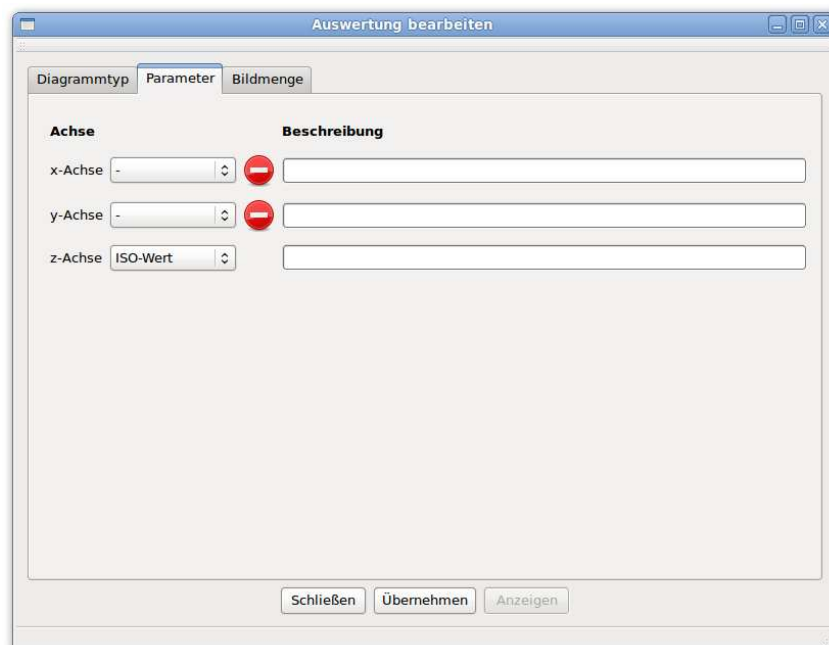 Auswertung bearbeiten
Diagrammtyp Parameter Bildmenge
Achse Beschreibung
x-Achse -
y-Achse -
z-Achse ISO-Wert
Schließen Übernehmen Anzeigen